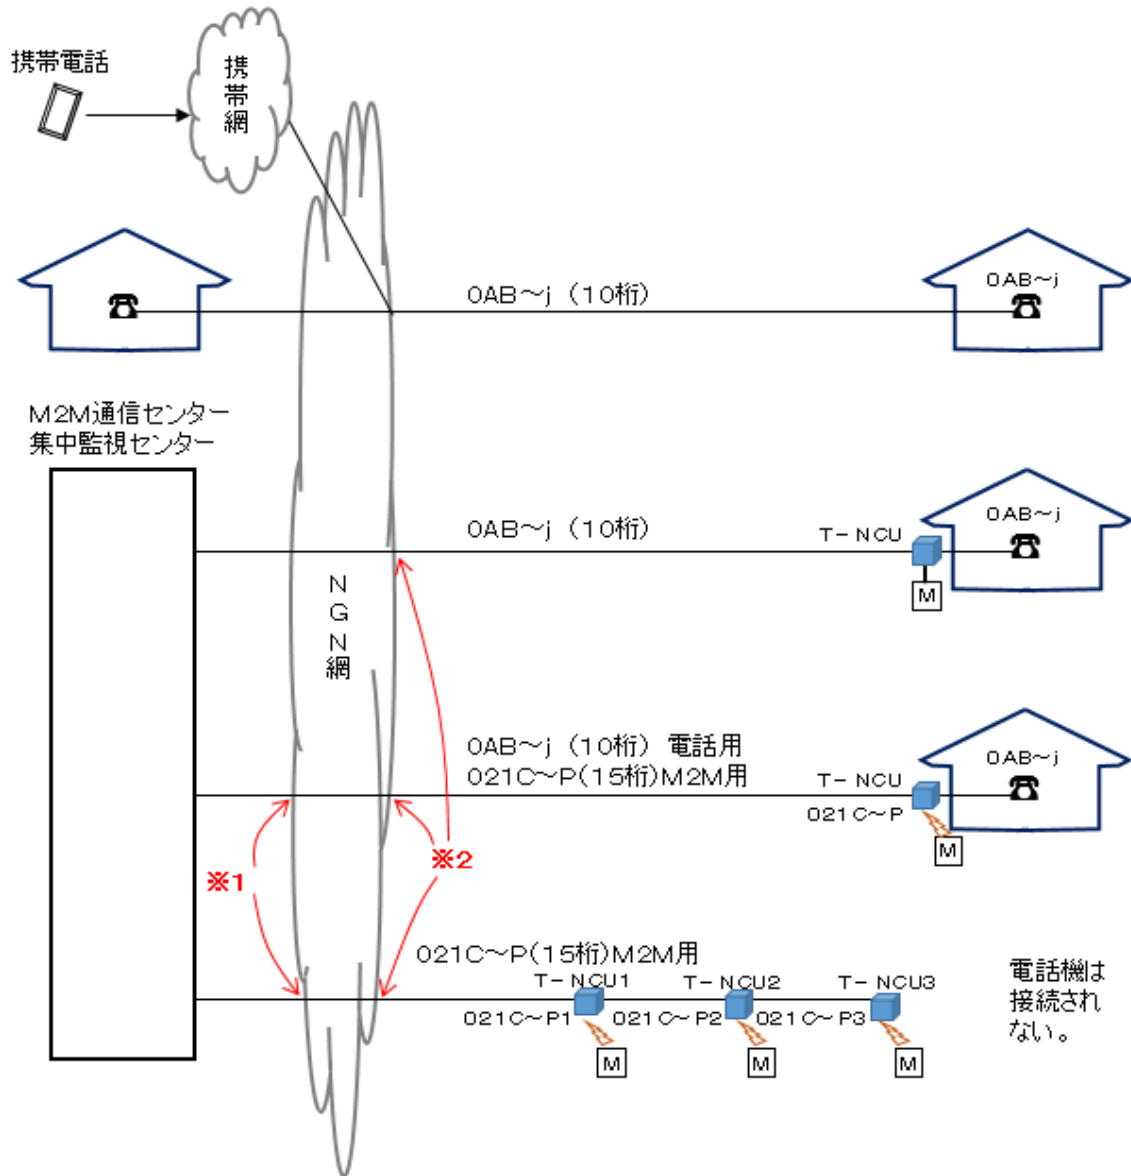 携帯電話
携帯網
0AB～j（10桁）
0AB～j
M2M通信センター
集中監視センター
0AB～j（10桁）
T－NCU
0AB～j
M
NGN網
0AB～j（10桁）電話用
021C～P(15桁)M2M用
T－NCU
021C～P
0AB～j
M
※1
※2
021C～P(15桁)M2M用
T－NCU1
T－NCU2
T－NCU3
021C～P1
021C～P2
021C～P3
M
M
M
電話機は
接続され
ない。